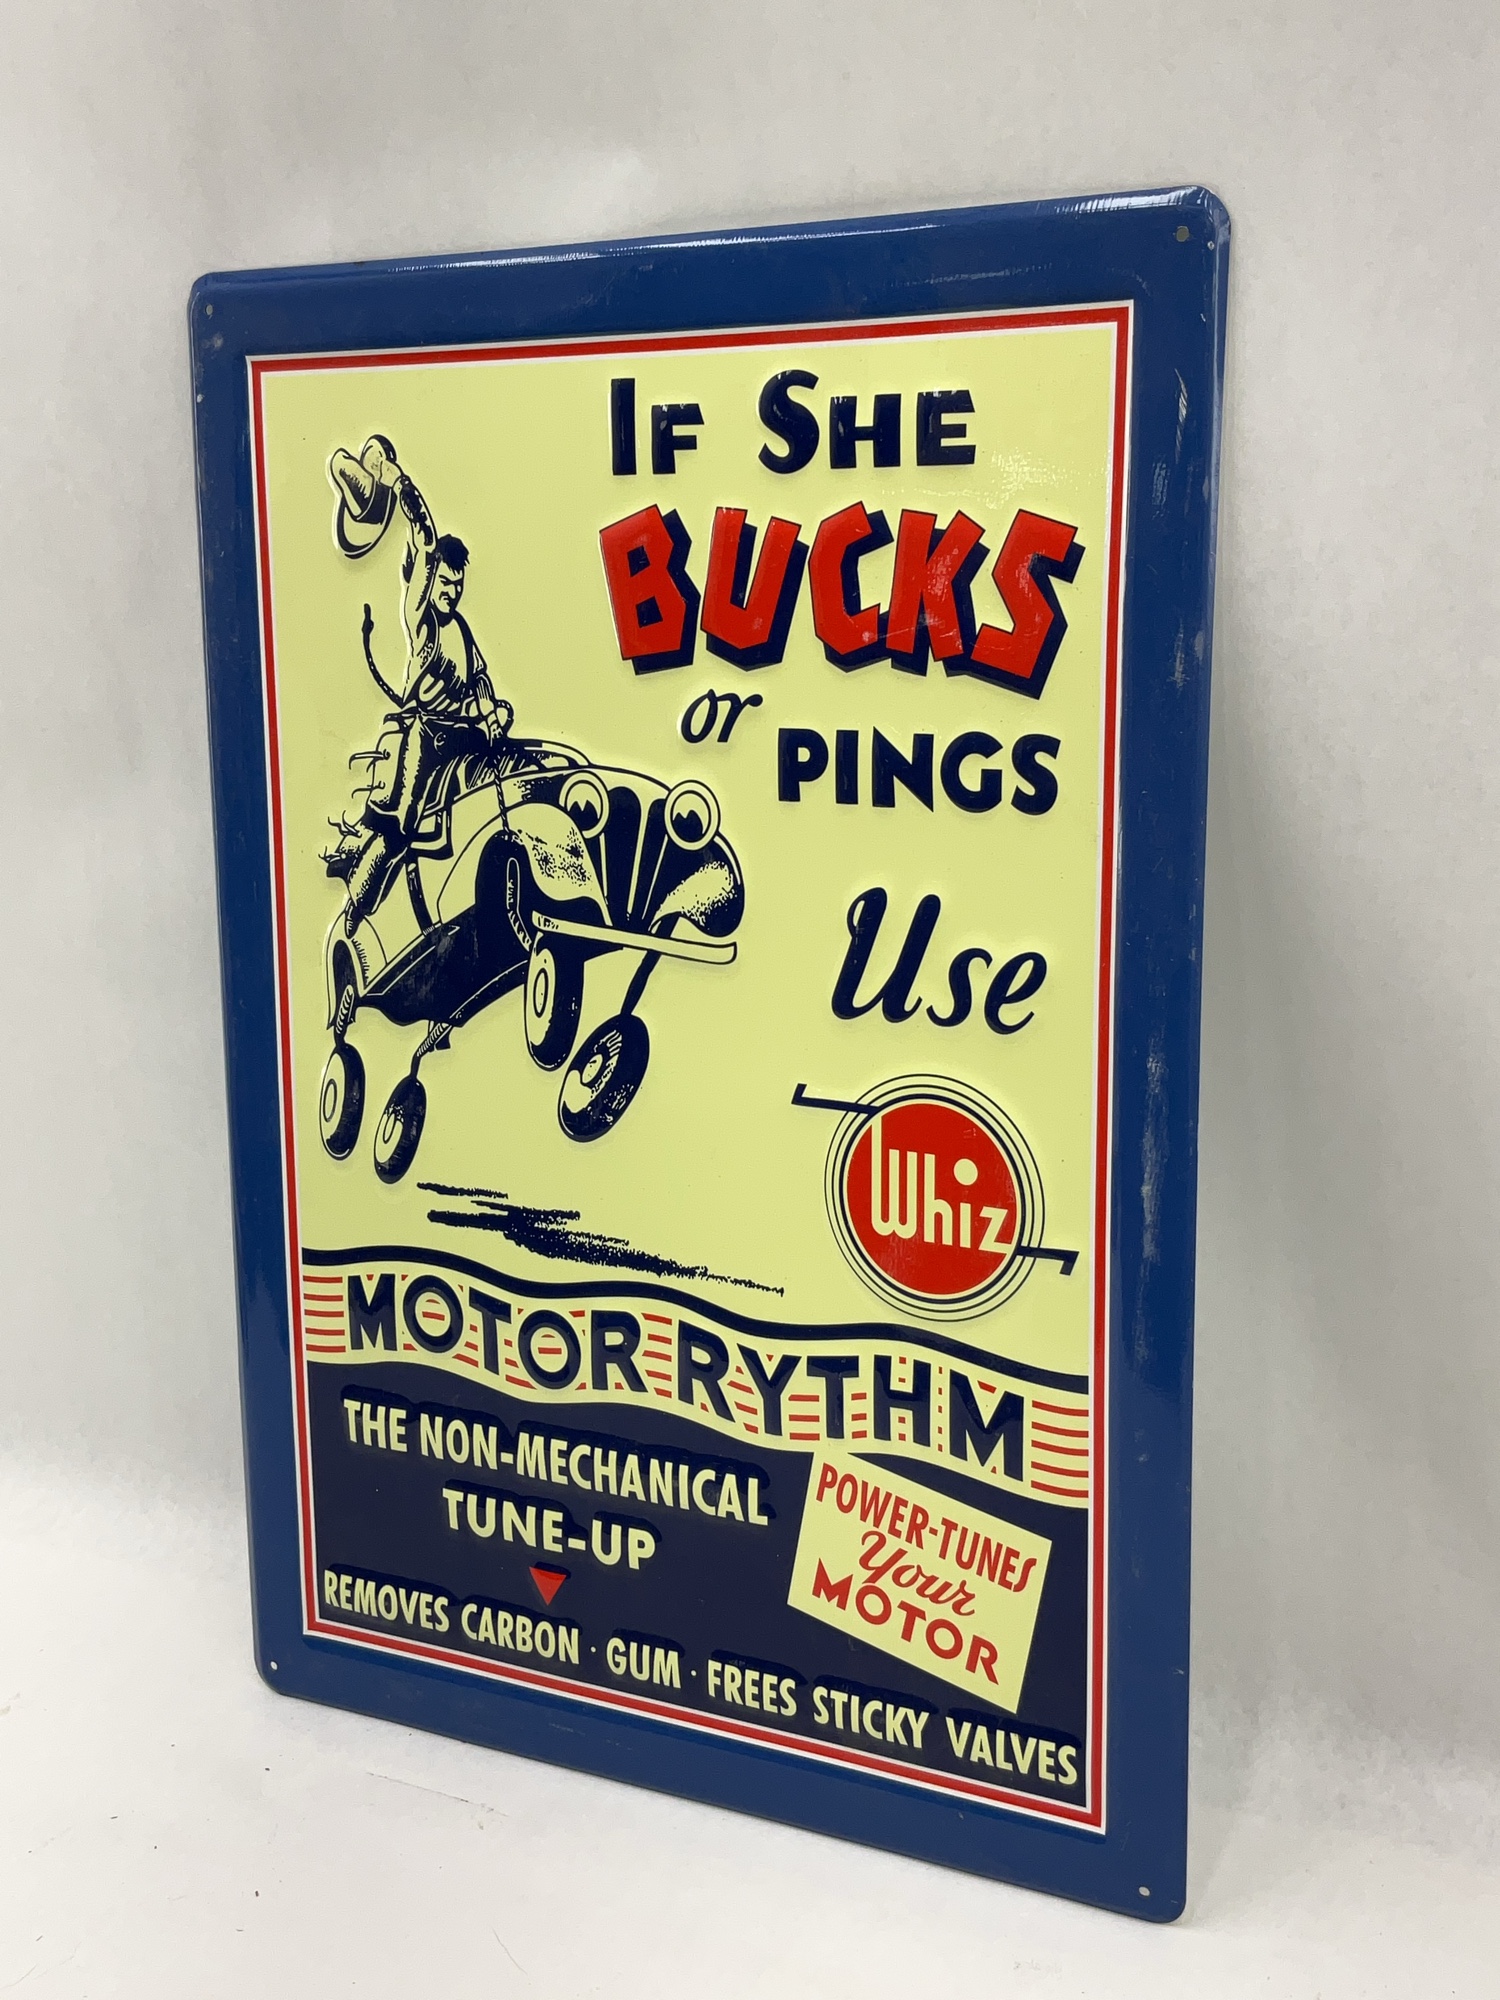 IF SHE
BUCKS
or
PINGS
Use
Whiz
MOTOR RYTHM
THE NON-MECHANICAL
TUNE-UP
POWER-TUNES
Your
MOTOR
REMOVES CARBON · GUM · FREES STICKY VALVES